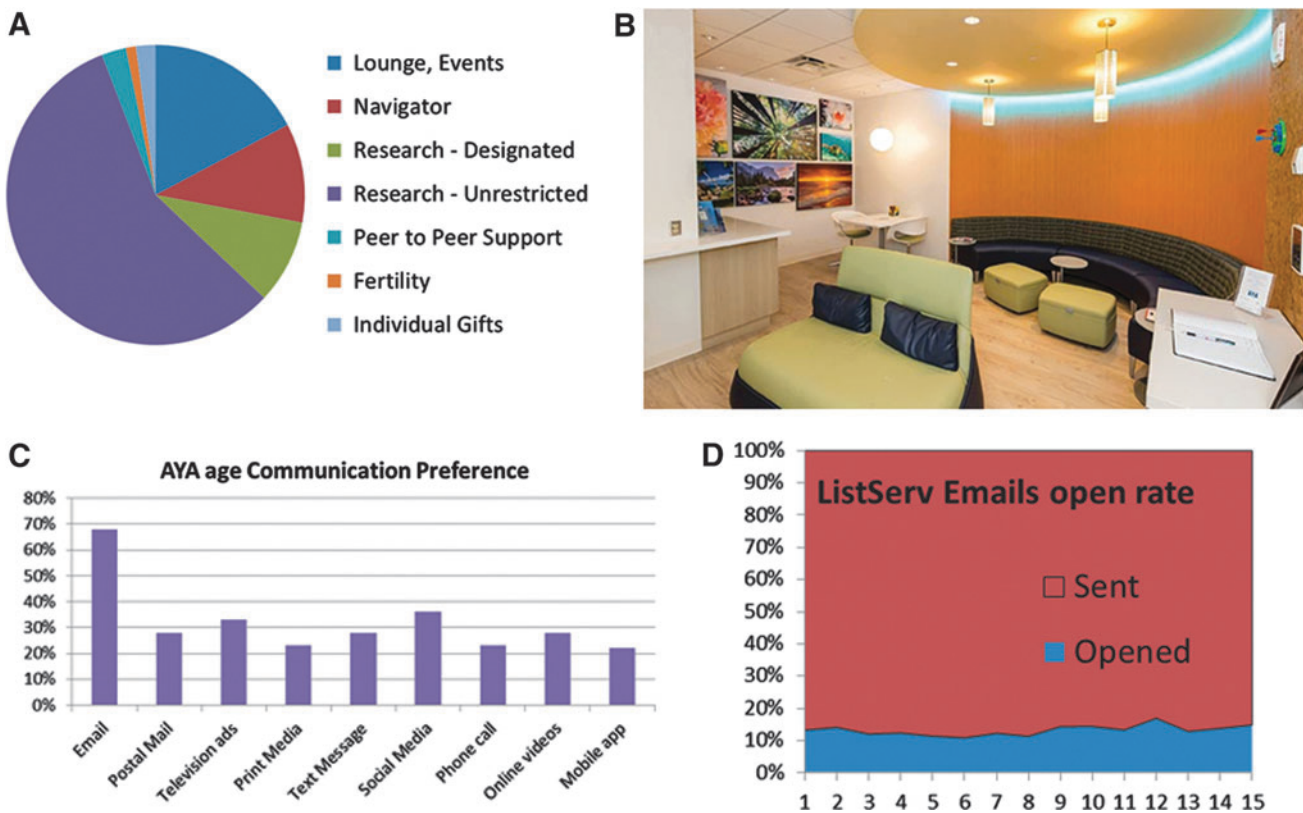 A
Lounge, Events
Navigator
Research - Designated
Research - Unrestricted
Peer to Peer Support
Fertility
Individual Gifts
B
C
AYA age Communication Preference
80%
70%
60%
50%
40%
30%
20%
10%
0%
Email
Postal Mail
Television ads
Print Media
Text Message
Social Media
Phone call
Online videos
Mobile app
D
ListServ Emails open rate
100%
90%
80%
70%
60%
50%
40%
30%
20%
10%
0%
Sent
Opened
1 2 3 4 5 6 7 8 9 10 11 12 13 14 15